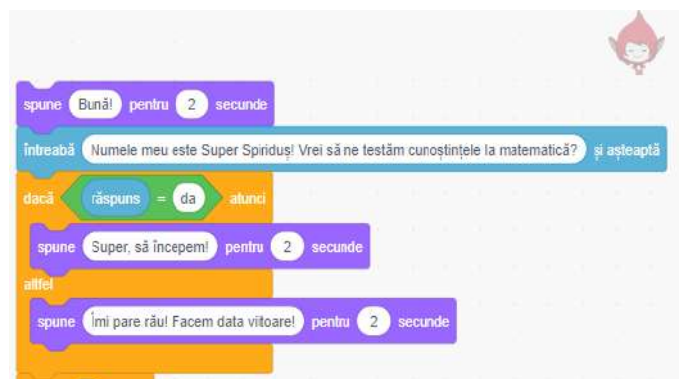 spune Bună! pentru 2 secunde
întreabă Numele meu este Super Spiriduș! Vrei să ne testăm cunoștințele la matematică? și așteaptă
dacă răspuns = da atunci
spune Super, să începem! pentru 2 secunde
altfel
spune Îmi pare rău! Facem data viitoare! pentru 2 secunde